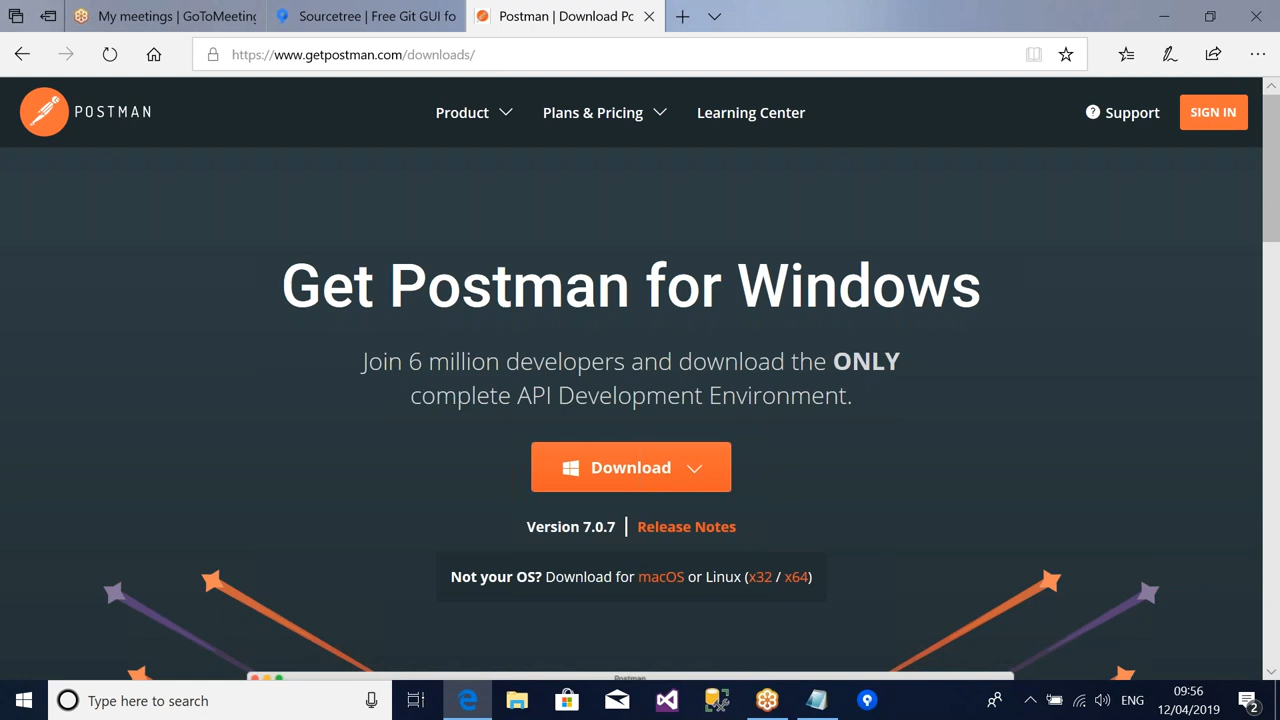 My meetings | GoToMeeting
Sourcetree | Free Git GUI fo
Postman | Download Pc
https://www.getpostman.com/downloads/
POSTMAN
Product
Plans & Pricing
Learning Center
? Support
SIGN IN
Get Postman for Windows
Join 6 million developers and download the ONLY
complete API Development Environment.
Download
Version 7.0.7 | Release Notes
Not your OS? Download for macOS or Linux (x32 / x64)
Postman
Type here to search
ENG
09:56
12/04/2019
2